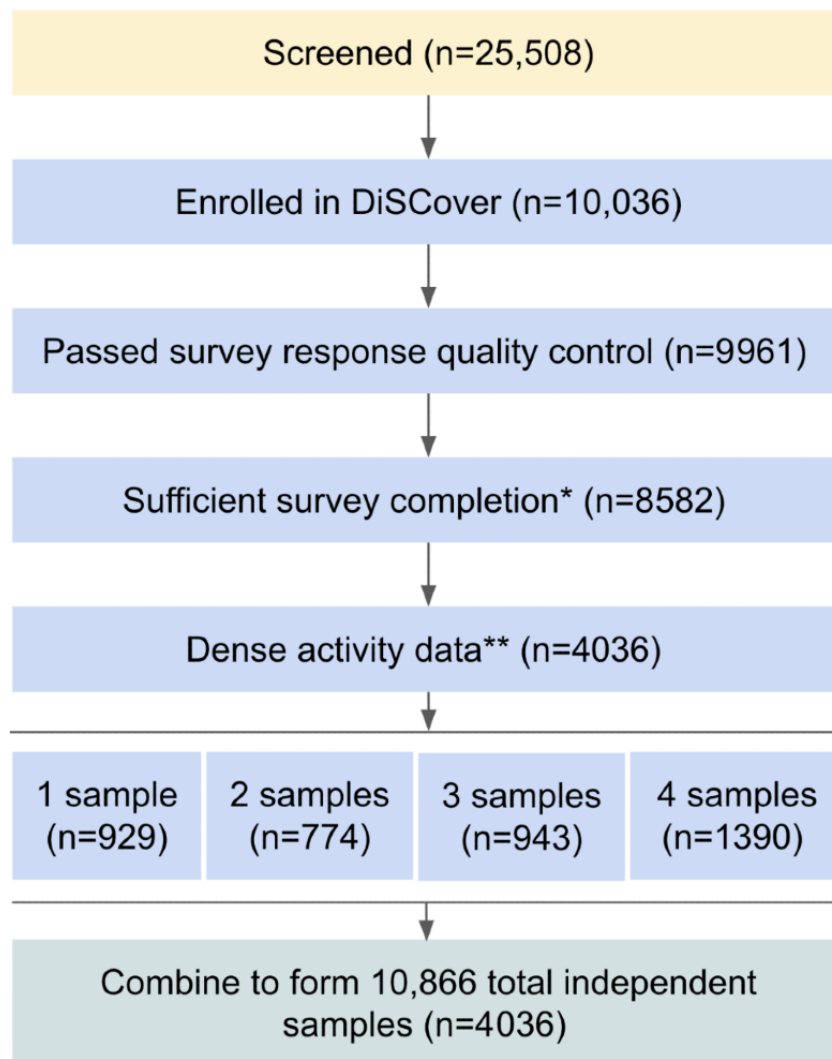 Screened (n=25,508)
Enrolled in DiSCover (n=10,036)
Passed survey response quality control (n=9961)
Sufficient survey completion* (n=8582)
Dense activity data** (n=4036)
1 sample
(n=929)
2 samples
(n=774)
3 samples
(n=943)
4 samples
(n=1390)
Combine to form 10,866 total independent
samples (n=4036)